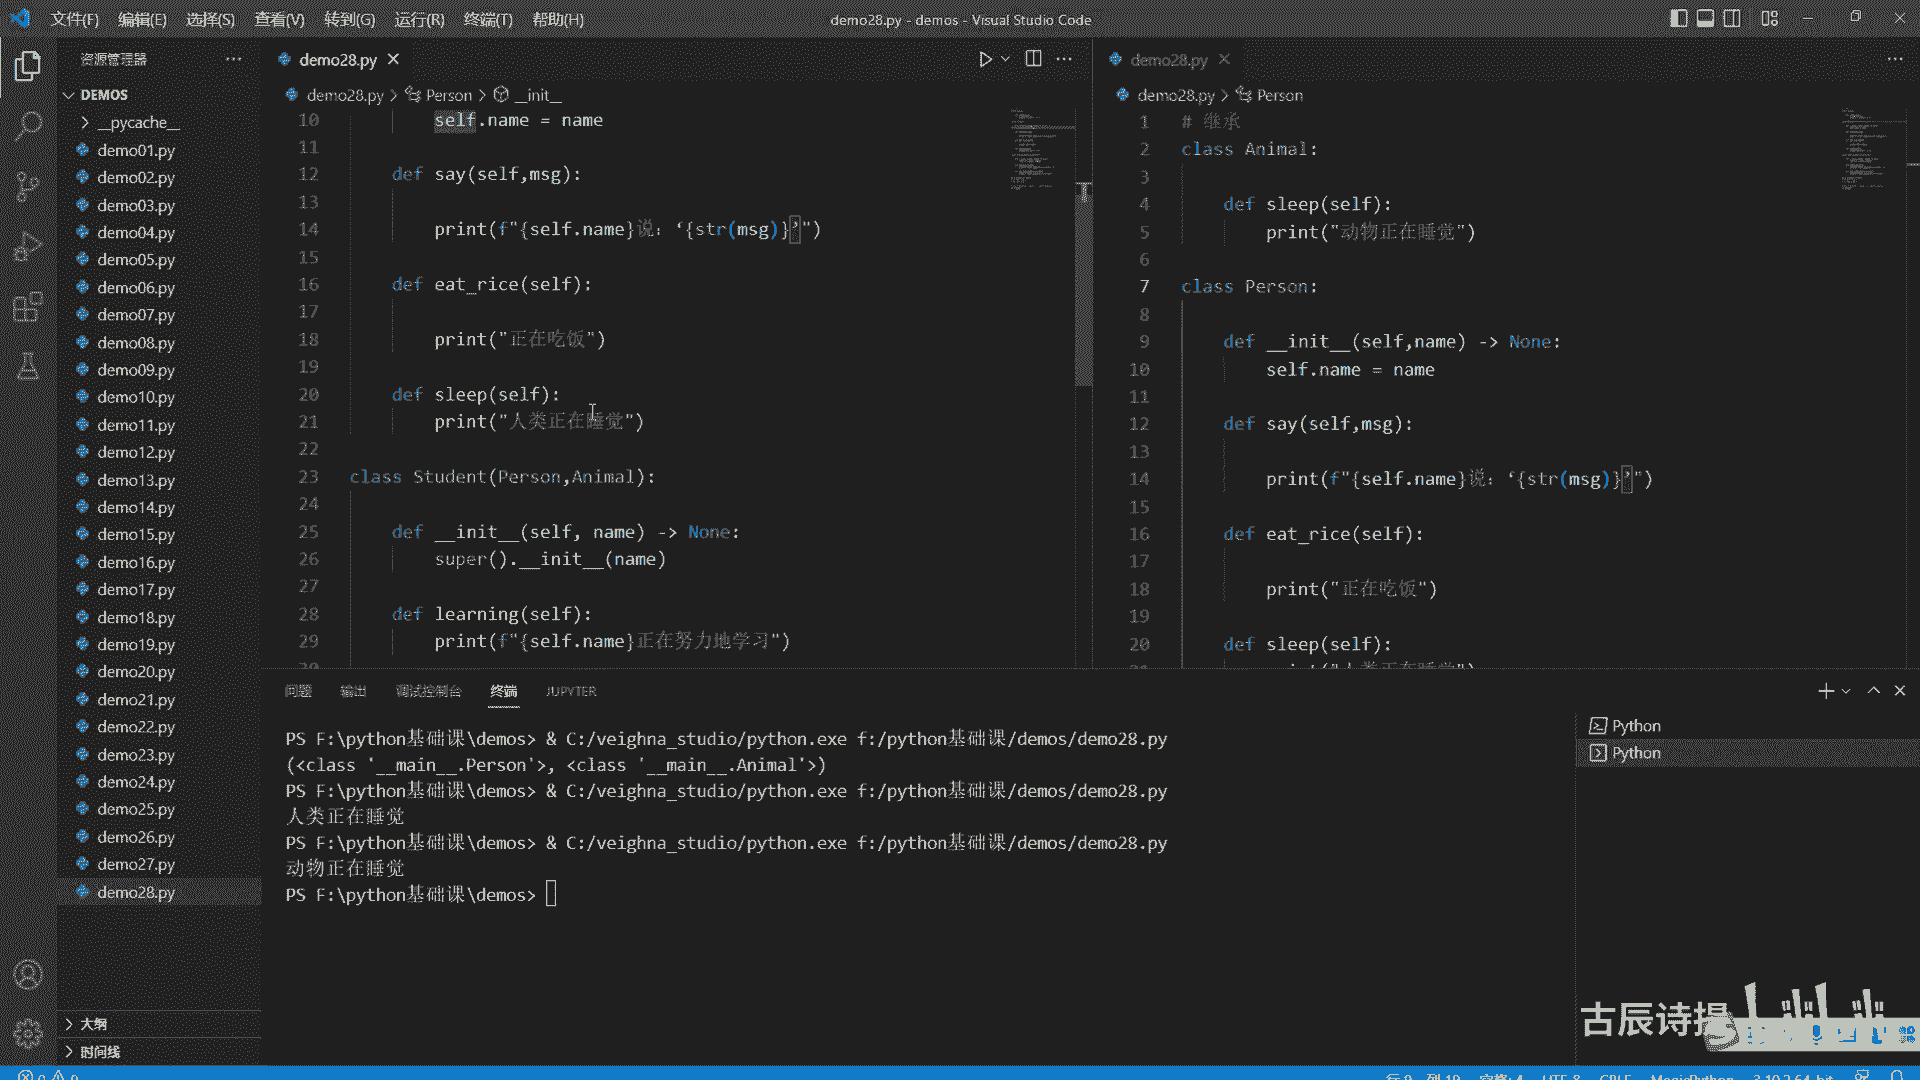 文件(F) 编辑(E) 选择(S) 查看(V) 转到(G) 运行(R) 终端(T) 帮助(H) demo28.py - demos - Visual Studio Code
资源管理器
DEMOS
__pycache__
demo01.py
demo02.py
demo03.py
demo04.py
demo05.py
demo06.py
demo07.py
demo08.py
demo09.py
demo10.py
demo11.py
demo12.py
demo13.py
demo14.py
demo15.py
demo16.py
demo17.py
demo18.py
demo19.py
demo20.py
demo21.py
demo22.py
demo23.py
demo24.py
demo25.py
demo26.py
demo27.py
demo28.py
大纲
时间线
demo28.py
demo28.py > Person > __init__
10 self.name = name
11
12 def say(self,msg):
13
14 print(f"{self.name}说：‘{str(msg)}’")
15
16 def eat_rice(self):
17
18 print("正在吃饭")
19
20 def sleep(self):
21 print("人类正在睡觉")
22
23 class Student(Person,Animal):
24
25 def __init__(self, name) -> None:
26 super().__init__(name)
27
28 def learning(self):
29 print(f"{self.name}正在努力地学习")
demo28.py
demo28.py > Person
1 # 继承
2 class Animal:
3
4 def sleep(self):
5 print("动物正在睡觉")
6
7 class Person:
8
9 def __init__(self,name) -> None:
10 self.name = name
11
12 def say(self,msg):
13
14 print(f"{self.name}说：‘{str(msg)}’")
15
16 def eat_rice(self):
17
18 print("正在吃饭")
19
20 def sleep(self):
问题 输出 调试控制台 终端 JUPYTER
PS F:\python基础课\demos> & C:/veighna_studio/python.exe f:/python基础课/demos/demo28.py
(<class '__main__.Person'>, <class '__main__.Animal'>)
PS F:\python基础课\demos> & C:/veighna_studio/python.exe f:/python基础课/demos/demo28.py
人类正在睡觉
PS F:\python基础课\demos> & C:/veighna_studio/python.exe f:/python基础课/demos/demo28.py
动物正在睡觉
PS F:\python基础课\demos>
Python
Python
古辰诗提